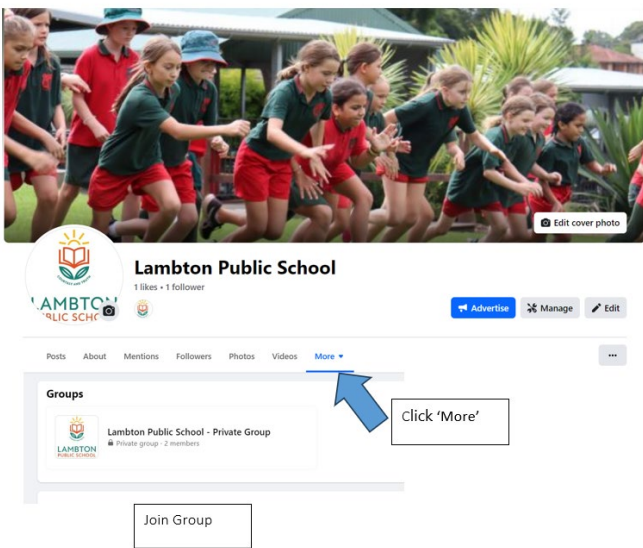 Edit cover photo
Lambton Public School
1 likes • 1 follower
LAMBTON
Advertise
Manage
Edit
Posts About Mentions Followers Photos Videos More
Groups
Lambton Public School - Private Group
Private group · 2 members
LAMBTON
PUBLIC SCHOOL
Click ‘More’
Join Group